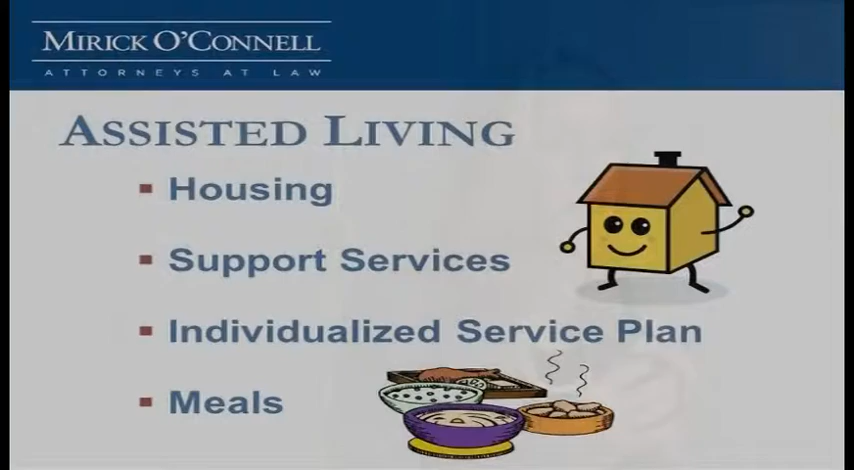 MIRICK O'CONNELL
ATTORNEYS AT LAW
ASSISTED LIVING
Housing
Support Services
Individualized Service Plan
Meals